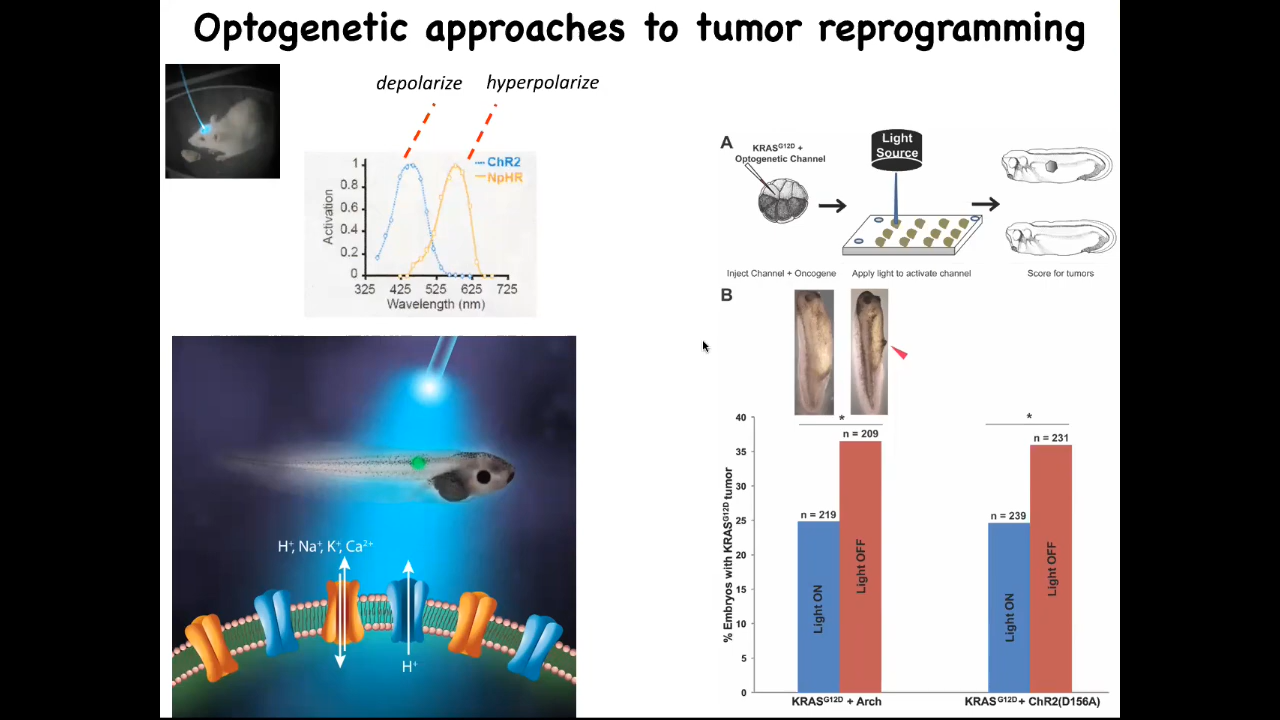 Optogenetic approaches to tumor reprogramming
depolarize hyperpolarize
ChR2
NpHR
Activation
1
0.8
0.6
0.4
0.2
0
325 425 525 625 725
Wavelength (nm)
H⁺, Na⁺, K⁺, Ca²⁺
H⁺
A
KRASᴳ¹²ᴰ +
Optogenetic Channel
Light
Source
Inject Channel + Oncogene
Apply light to activate channel
Score for tumors
B
% Embryos with KRASᴳ¹²ᴰ tumor
40
35
30
25
20
15
10
5
0
*
n = 219
n = 209
Light ON
Light OFF
*
n = 239
n = 231
Light ON
Light OFF
KRASᴳ¹²ᴰ + Arch
KRASᴳ¹²ᴰ + ChR2(D156A)